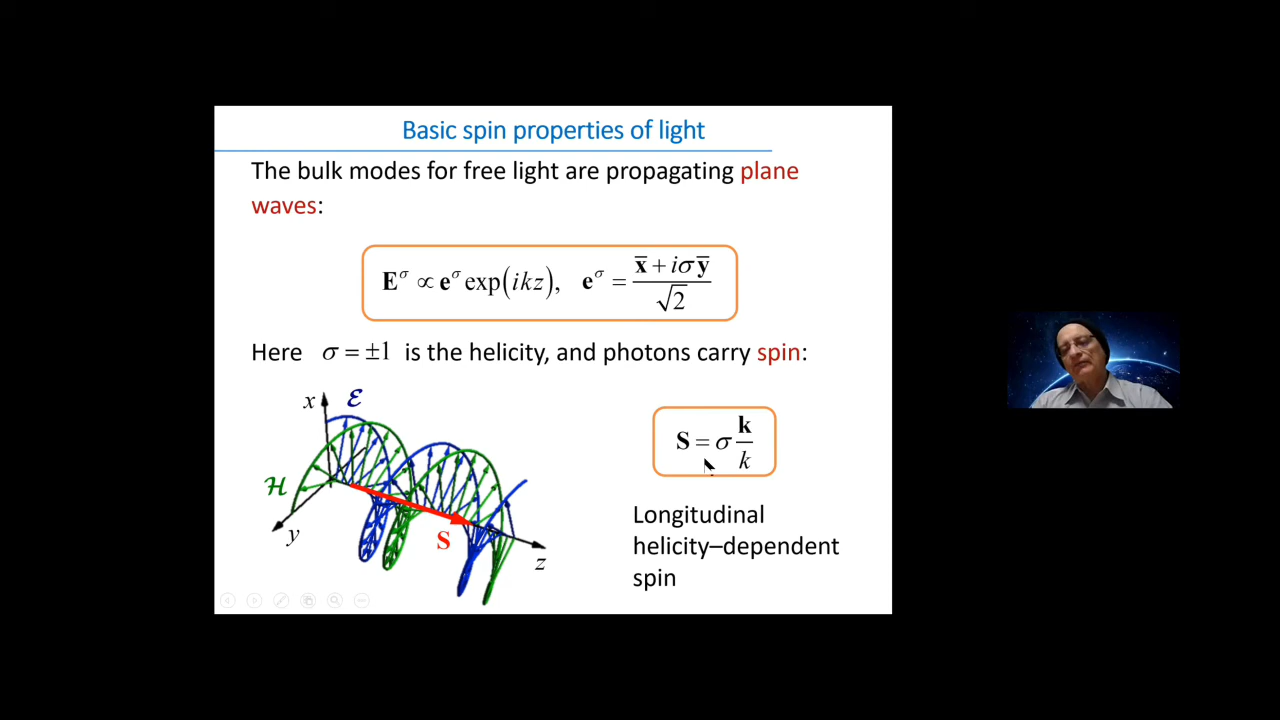 Basic spin properties of light
The bulk modes for free light are propagating plane
waves:
𝐄^σ ∝ 𝐞^σ exp(ikz),   𝐞^σ = (x̅ + iσy̅)/√2
Here σ = ±1 is the helicity, and photons carry spin:
x
ℰ
ℋ
y
S
z
𝐒 = σ 𝐤/k
Longitudinal
helicity–dependent
spin